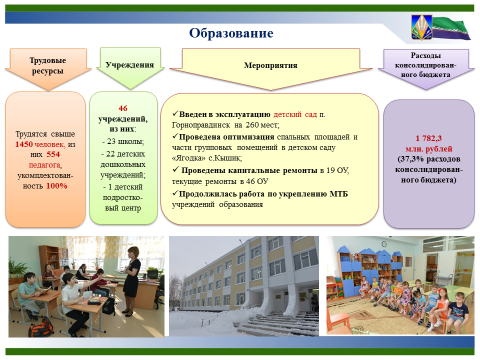 Образование
Трудовые
ресурсы
Учреждения
Мероприятия
Расходы
консолидирован-
ного бюджета
Трудятся свыше
1450 человек, из
них 554
педагога,
укомплектован-
ность 100%
46
учреждений,
из них:
- 23 школы;
- 22 детских
дошкольных
учреждений;
- 1 детский
подростко-
вый центр
✓Введен в эксплуатацию детский сад п.
Горноправдинск на 260 мест;
✓Проведена оптимизация спальных площадей и
части групповых помещений в детском саду
«Ягодка» с.Кышик;
✓ Проведены капитальные ремонты в 19 ОУ,
текущие ремонты в 46 ОУ
✓Продолжилась работа по укреплению МТБ
учреждений образования
1 782,3
млн. рублей
(37,3% расходов
консолидирован-
ного бюджета)